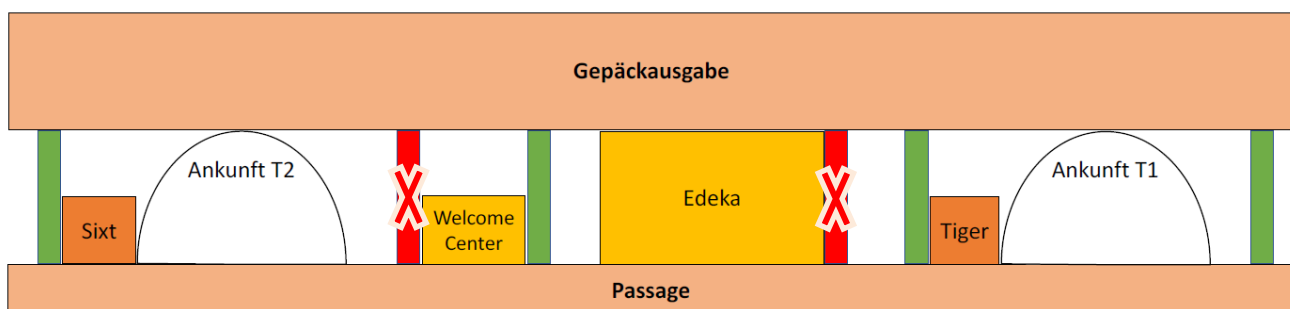 Gepäckausgabe
Ankunft T2
Ankunft T1
Sixt
Welcome
Center
Edeka
Tiger
Passage